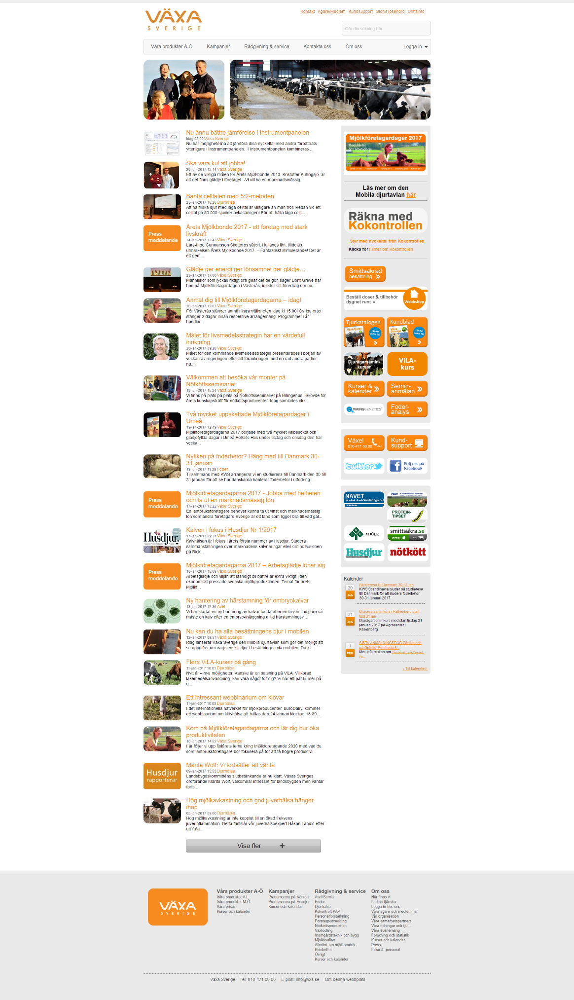 VÄXA
SVERIGE
Kontakt Ägare/Medlem Kundsupport Glömt lösenord Driftsinfo
Gör din sökning här
Våra produkter A-Ö Kampanjer Rådgivning & service Kontakta oss Om oss Logga in
Nu ännu bättre jämförelse i Instrumentpanelen
Idag,08:00 Växa Sverige
Nu har möjligheterna att jämföra dina nyckeltal med andra förbättrats
ytterligare i Instrumentpanelen. I Instrumentpanelen kombineras ...
Ska vara kul att jobba!
26-jan-2017 12:14 Växa Sverige
Ett av de viktiga målen för Årets Mjölkbonde 2013, Kristoffer Kullingsjö, är
att det finns glädje i företaget. -Vi vill ha en marknadsmässig...
Banta celltalen med 5:2-metoden
25-jan-2017 16:26 Djurhälsa
Att ha friska djur med låga celltal är viktigare än man tror. Redan vid ett
celltal på 50 000 sjunker avkastningen! För att hålla låga cellt...
Press
meddelande
Årets Mjölkbonde 2017 - ett företag med stark
livskraft
24-jan-2017 13:43 Växa Sverige
Lars-Inge Gunnarsson Skottorps säteri, Hallands län, tilldelas
utmärkelsen Årets Mjölkbonde 2017. – Fantastiskt stimulerande! Det är
ett gem...
Glädje ger energi ger lönsamhet ger glädje…
23-jan-2017 17:00 Växa Sverige
Människor som lyckas riktigt bra gillar det de gör, säger Dorit Greve när
hon på Mjölkföretagardagen i Västerås, inleder sitt föredrag om hu...
Anmäl dig till Mjölkföretagardagarna – idag!
20-jan-2017 13:07 Växa Sverige
För Västerås stänger anmälningsmöjligheten idag kl 15.00! Övriga orter
stänger 2 dagar innan respektive arrangemang. Programmet i år
handlar...
Målet för livsmedelsstrategin har en värdefull
inriktning
20-jan-2017 09:28 Växa Sverige
Målet för den kommande livsmedelsstrategin presenterades i början av
veckan av regeringen efter att förankringen med en rad andra partier
nu...
Välkommen att besöka vår monter på
Nötköttsseminariet
19-jan-2017 15:24 Växa Sverige
Vi finns på plats på plats på Nötköttsseminariet på Billingehus i Skövde för
årets kunskapsträff för nötköttsproducenter. Idag samlades cirk...
Två mycket uppskattade Mjölkföretagardagar i
Umeå
19-jan-2017 12:49 Växa Sverige
Mjölkföretagardagarna 2017 började med två mycket välbesökta och
glädjefyllda dagar i Umeå Folkets Hus under tisdag och onsdag den här
vecka...
Nyfiken på foderbetor? Häng med till Danmark 30-
31 januari
18-jan-2017 11:29 Foder
Tillsammans med KWS arrangerar vi en studieresa till Danmark den 30 till
31 januari för att se hur danskarna hanterar foderbetor i utfodring...
Press
meddelande
Mjölkföretagardagarna 2017 - Jobba med helheten
och ta ut en marknadsmässig lön
17-jan-2017 13:22 Växa Sverige
En lantbruksföretagare behöver kunna ta ut vinst och marknadsmässig
lön som andra företagare Sverige är ett land som ligger bra till vad gäl...
Husdjur.
Kalven i fokus i Husdjur Nr 1/2017
17-jan-2017 09:31 Växa Sverige
Kalvhälsan är i fokus i årets första nummer av Husdjur. Studera
sammanställningen över marknadens kalvnäringar eller om nollvisionen
på Rick...
Press
meddelande
Mjölkföretagardagarna 2017 – Arbetsglädje lönar sig
16-jan-2017 15:09 Växa Sverige
Arbetsglädje och viljan att ständigt bli bättre är extra viktigt i den
ekonomiskt pressade svenska mjölkproduktionen. Temat för årets
Mjölkf...
Ny hantering av härstamning för embryokalvar
13-jan-2017 17:35 Avel
Vi har startat en ny hantering av kalvar födda efter embryon. Tidigare så
måste en kalv efter en embryo-inläggning alltid härstamningsv...
Nu kan du ha alla besättningens djur i mobilen
12-jan-2017 09:57 Växa Sverige
Idag lanserar Växa Sverige den Mobila djurtavlan som gör det möjligt att
se uppgifter om varje enskilt djur i besättningen via mobilen. Du k...
Flera ViLA-kurser på gång
11-jan-2017 10:01 Djurhälsa
Nytt år – nya möjligheter. Kanske är en satsning på ViLA, Villkorad
läkemedelsanvändning, kan vara något för dig? Vi har ett par kurser på
g...
Ett intressant webbinarium om klövar
11-jan-2017 10:00 Djurhälsa
I det internationella nätverket för mjölkproducenter, EuroDairy, kommer
ett webbinarium om klövhälsa att hållas den 24 januari klockan 18.30...
Kom på Mjölkföretagardagarna och lär dig hur öka
produktiviteten
10-jan-2017 14:52 Växa Sverige
I år följer vi upp fjolårets tema kring Mjölkföretagande 2020 med vad du
som lantbruksföretagare bör fokusera på för att få högre produktivi...
Husdjur
rapporterar
Marita Wolf: Vi fortsätter att vänta
09-jan-2017 15:53 Djurhälsa
Landsbygdskommitténs slutbetänkande är nu klart. Växas Sveriges
ordförande Marita Wolf, välkomnar intresset för landsbygden men väntar
forts...
Hög mjölkavkastning och god juverhälsa hänger
ihop
05-jan-2017 08:00 Djurhälsa
Hög mjölkavkastning är inte kopplat till en ökad frekvens
juverinflammation. Detta fastslår vår juverhälsoexpert Håkan Landin efter
att fråg...
Visa fler +
Mjölkföretagardagar 2017
Produktivitet
och arbetsglädje
Läs mer om den
Mobila djurtavlan här
Räkna med
Kokontrollen
Styr med nyckeltal från Kokontrollen
Klicka för Filmer om Kokontrollen
Smittsäkrad
besättning »
Beställ doser & tillbehör
dygnet runt »
Webbshop
Tjurkatalogen
Kundblad
Djurägarsemin-
kurser
ViLA-
kurs
Kurser &
kalender »
Semin-
anmälan »
VIKINGGENETICS
Foder-
analys »
Växel
010-471 00 00
Kund-
support
twitter
Följ oss på
Facebook
NAVET
Nordisk AvelsVärderings pub
NAV
PROTEIN-
TIPSET
LRF MJÖLK
smittsäkra.se
Husdjur
nötkött
Kalender
30 JAN
Studieresa till Danmark 30-31 jan
KWS Scandinavia bjuder på studieresa
till Danmark för att studera foderbetor
30-31 januari 2017.
31 JAN
Djurägarseminkurs i Falkenberg start
tisd 31 jan
Djurägarseminkurs med start tisdag 31
januari 2017 på Agrocenter i
Falkenberg
1 FEB
SISTA ANMÄLNINGSDAG Gårdslunch
på Grönlid, Forsheda 8...
Mer information om Gårdslunch på Grönlid,
Fo...
» Till kalendern
VÄXA
SVERIGE
Våra produkter A-Ö
Våra produkter A-L
Våra produkter M-Ö
Våra priser
Kurser och kalender
Kampanjer
Prenumerera på Nötkött
Prenumerera på Husdjur
Kurser och kalender
Rådgivning & service
Avel/Semin
Foder
Djurhälsa
Kokontroll/KAP
Personalförstärkning
Företagsutveckling
Nötköttsproduktion
Växtodling
Inomgårdsteknik och bygg
Mjölkkvalitet
Allmänt om mjölkproduk...
Blanketter
Övrigt
Kurser och kalender
Om oss
Här finns vi
Lediga tjänster
Logga in hos oss
Våra ägare och medlemmar
Vår organisation
Våra samarbetspartners
Våra tidningar och tju...
Våra evenemang
Forskning och statistik
Kurser och kalender
Press
Intranät personal
Växa Sverige Tel: 010-471 00 00 E-post: info@vxa.se Om denna webbplats